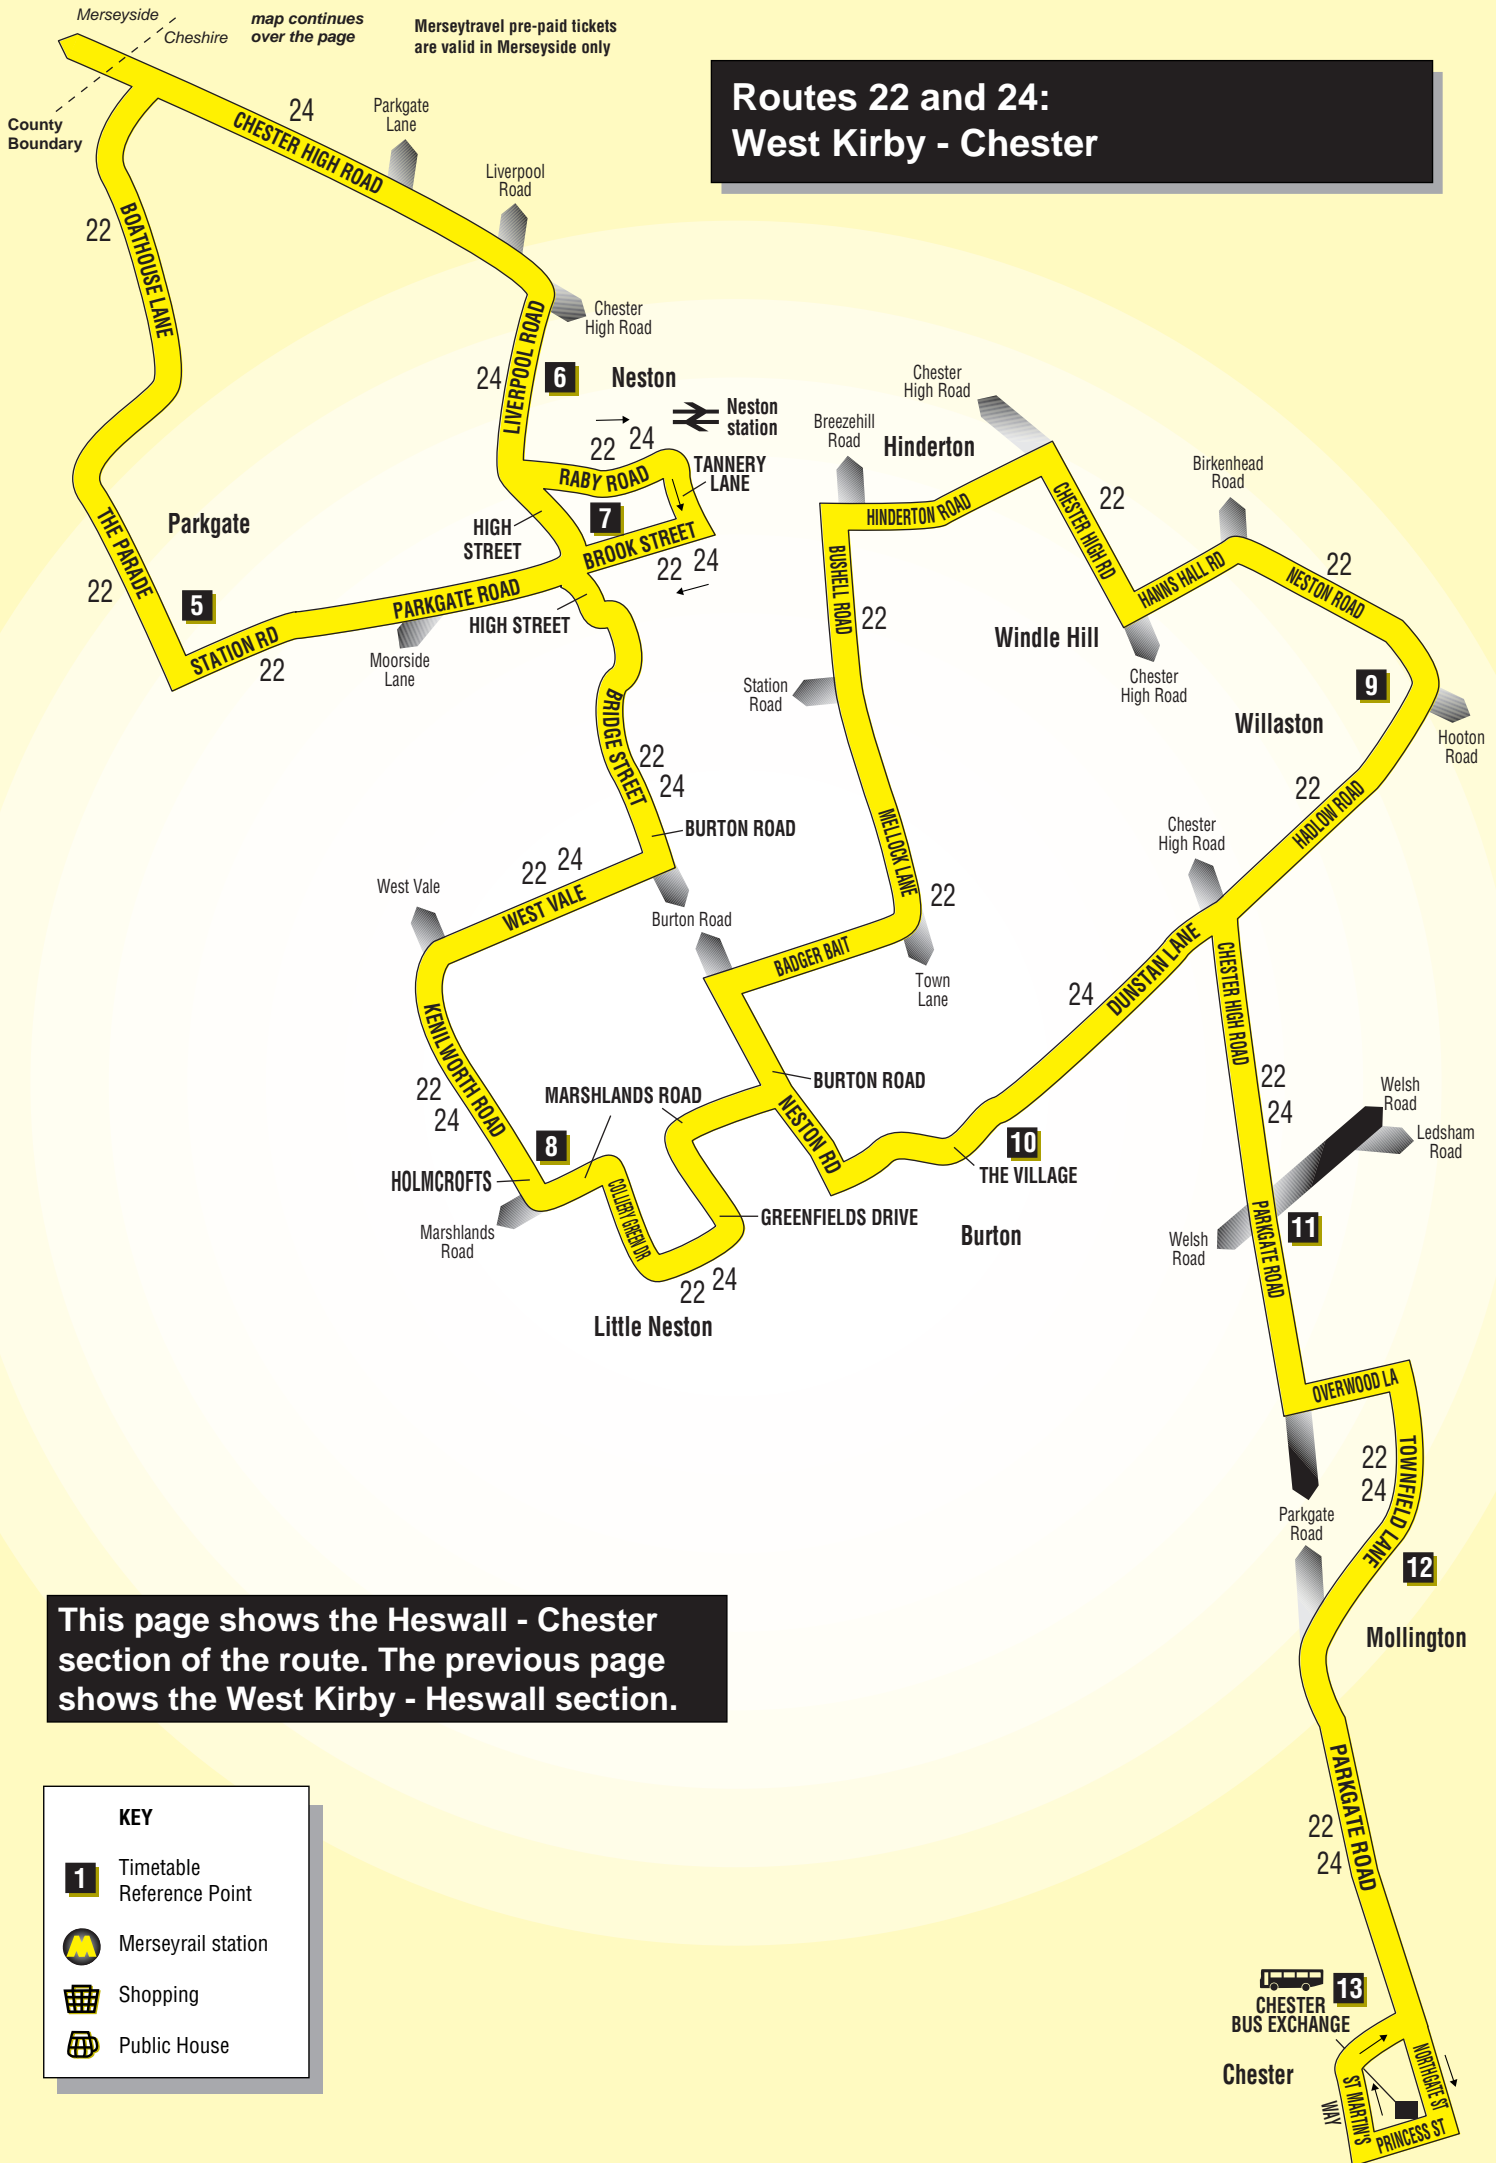 Merseyside
Cheshire
map continues
over the page
Merseytravel pre-paid tickets
are valid in Merseyside only
Routes 22 and 24:
West Kirby - Chester
County
Boundary
24
CHESTER HIGH ROAD
Parkgate
Lane
Liverpool
Road
22
BOATHOUSE LANE
Chester
High Road
LIVERPOOL ROAD
24
6
Neston
Neston
station
22
24
RABY ROAD
TANNERY
LANE
7
HIGH
STREET
BROOK STREET
22
24
Parkgate
THE PARADE
22
5
STATION RD
22
PARKGATE ROAD
HIGH STREET
Moorside
Lane
BRIDGE STREET
22
24
BURTON ROAD
22
24
WEST VALE
West Vale
Burton Road
KENILWORTH ROAD
22
24
MARSHLANDS ROAD
8
HOLMCROFTS
Marshlands
Road
COLLIERY GREEN DR
GREENFIELDS DRIVE
22
24
Little Neston
Chester
High Road
Breezehill
Road
Hinderton
HINDERTON ROAD
CHESTER HIGH RD
22
Birkenhead
Road
BUSHELL ROAD
22
HANNS HALL RD
22
NESTON ROAD
Windle Hill
Chester
High Road
Station
Road
9
Willaston
Hooton
Road
MELLOCK LANE
22
22
HADLOW ROAD
Chester
High Road
BADGER BAIT
Town
Lane
24
DUNSTAN LANE
CHESTER HIGH ROAD
BURTON ROAD
NESTON RD
10
THE VILLAGE
Burton
22
24
Welsh
Road
Ledsham
Road
Welsh
Road
11
PARKGATE ROAD
OVERWOOD LA
22
24
TOWNFIELD LANE
Parkgate
Road
12
Mollington
This page shows the Heswall - Chester
section of the route. The previous page
shows the West Kirby - Heswall section.
PARKGATE ROAD
22
24
KEY
1
Timetable
Reference Point
Merseyrail station
Shopping
Public House
13
CHESTER
BUS EXCHANGE
Chester
NORTHGATE ST
ST MARTIN'S
WAY
PRINCESS ST